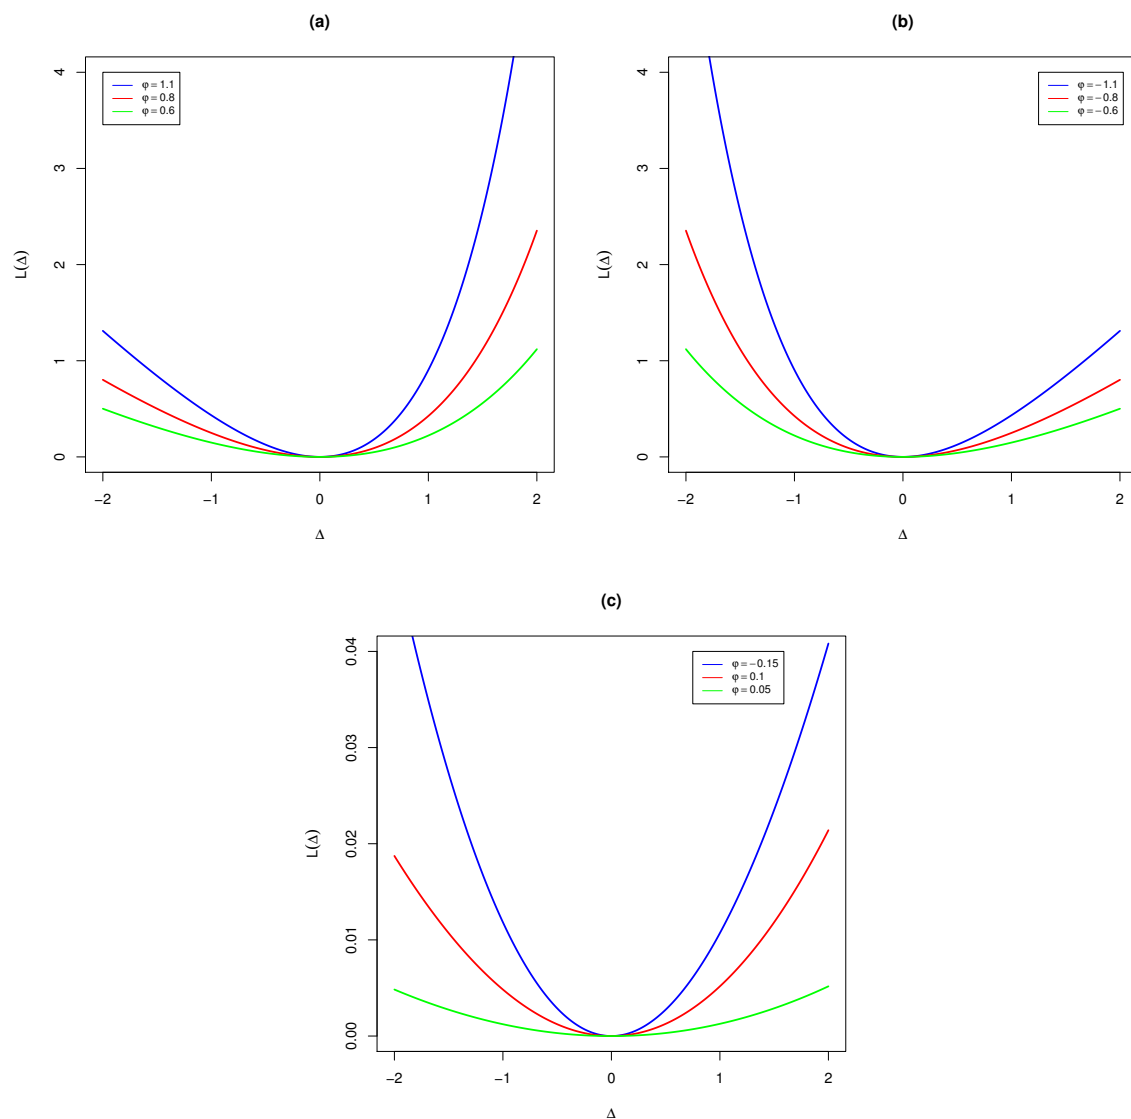 (a)
φ = 1.1
φ = 0.8
φ = 0.6
4
3
2
1
0
L(Δ)
−2 −1 0 1 2
Δ
(b)
φ = −1.1
φ = −0.8
φ = −0.6
4
3
2
1
0
L(Δ)
−2 −1 0 1 2
Δ
(c)
φ = −0.15
φ = 0.1
φ = 0.05
0.04
0.03
0.02
0.01
0.00
L(Δ)
−2 −1 0 1 2
Δ